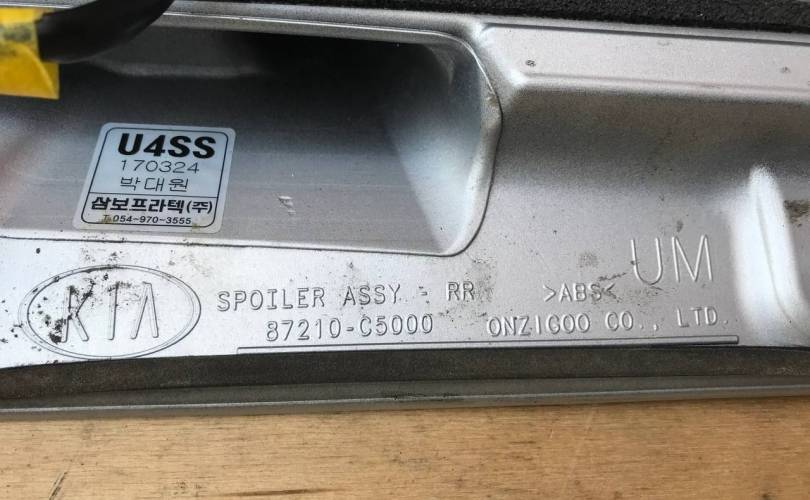 U4SS
170324
박대원
삼보프라텍(주)
T.054-970-3555
KIA
SPOILER ASSY - RR >ABS< UM
87210-C5000 ONZIGOO CO., LTD.